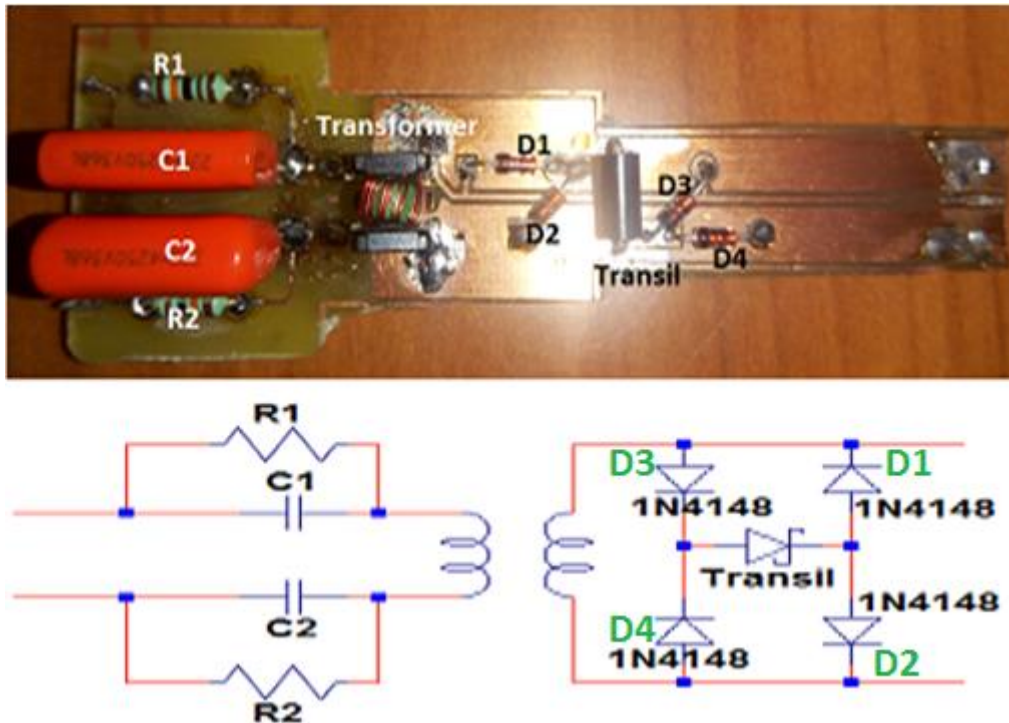 R1
Transformer
C1
D1
D3
C2
D2
D4
Transil
R2
R1
C1
D3
D1
1N4148
1N4148
Transil
1N4148
C2
D4
1N4148
D2
R2